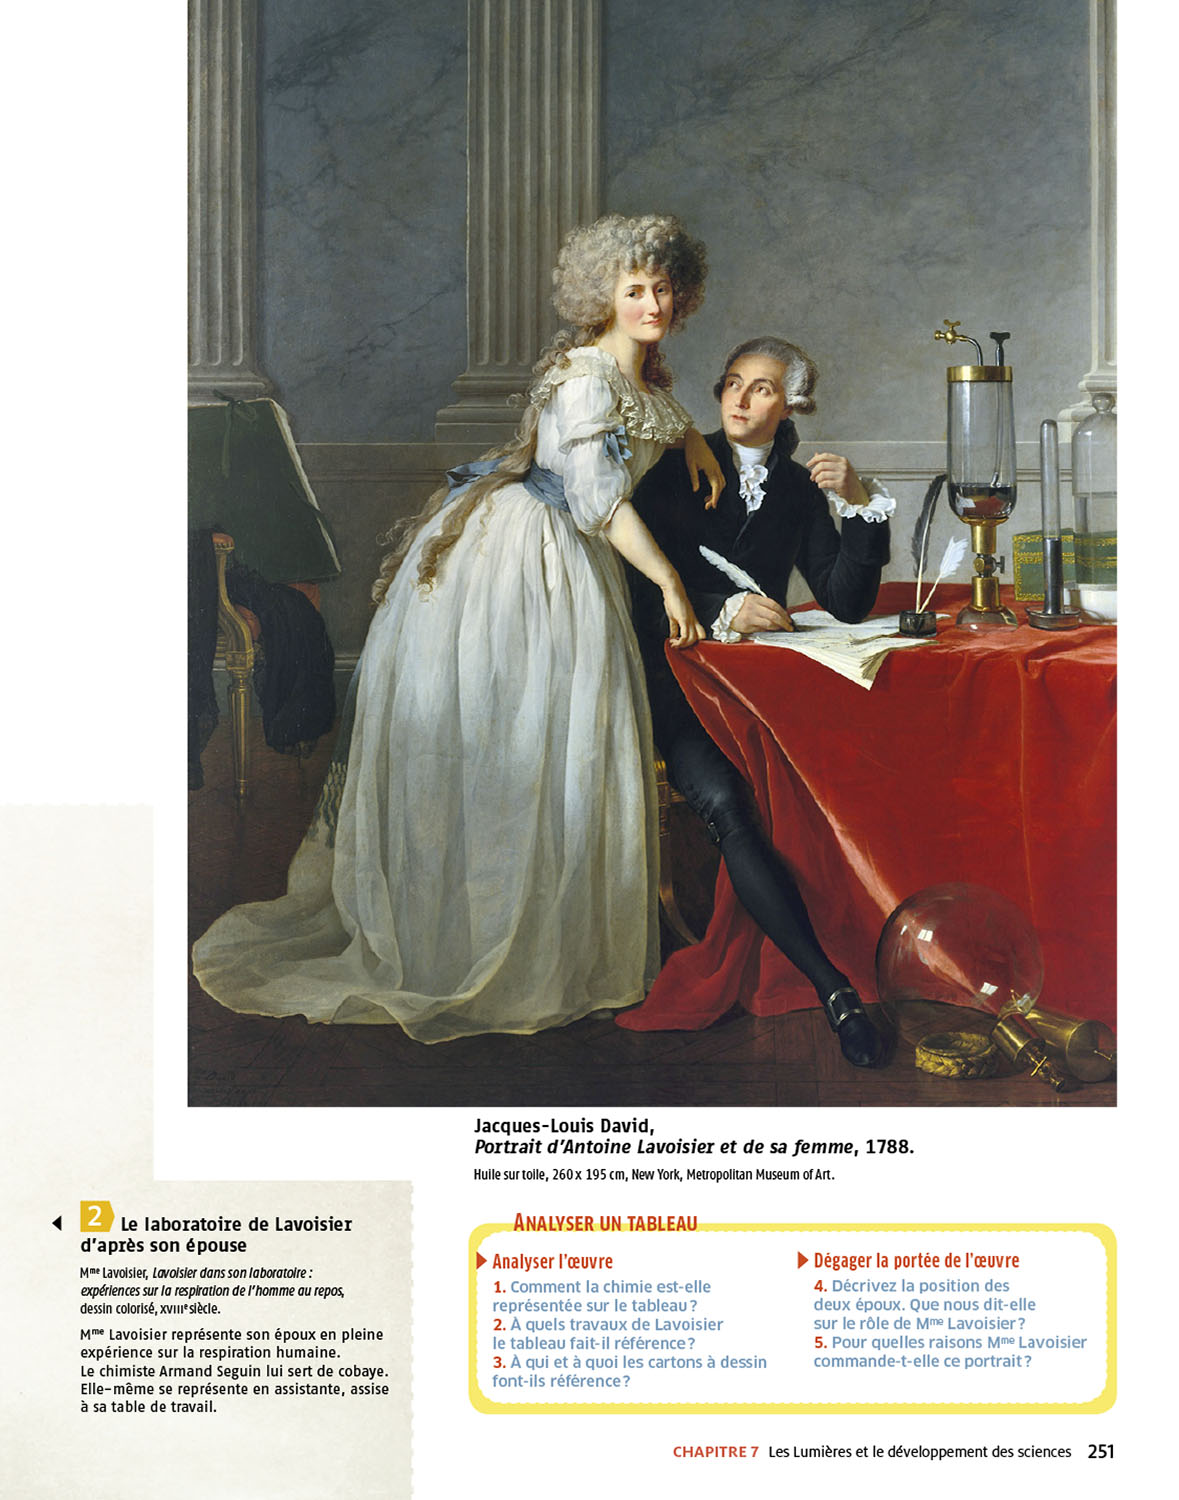 Jacques-Louis David,
Portrait d’Antoine Lavoisier et de sa femme, 1788.
Huile sur toile, 260 x 195 cm, New York, Metropolitan Museum of Art.
2 Le laboratoire de Lavoisier
d’après son épouse
Mme Lavoisier, Lavoisier dans son laboratoire :
expériences sur la respiration de l’homme au repos,
dessin colorisé, XVIIIe siècle.
Mme Lavoisier représente son époux en pleine
expérience sur la respiration humaine.
Le chimiste Armand Seguin lui sert de cobaye.
Elle-même se représente en assistante, assise
à sa table de travail.
ANALYSER UN TABLEAU
Analyser l’œuvre
1. Comment la chimie est-elle
représentée sur le tableau ?
2. À quels travaux de Lavoisier
le tableau fait-il référence ?
3. À qui et à quoi les cartons à dessin
font-ils référence ?
Dégager la portée de l’œuvre
4. Décrivez la position des
deux époux. Que nous dit-elle
sur le rôle de Mme Lavoisier ?
5. Pour quelles raisons Mme Lavoisier
commande-t-elle ce portrait ?
CHAPITRE 7 Les Lumières et le développement des sciences 251